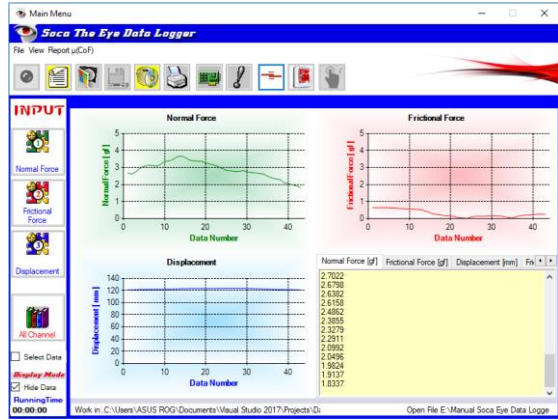 Main Menu
Soca The Eye Data Logger
File View Report µ(CoF)
INPUT
Normal Force
Frictional
Force
Displacement
All Channel
Select Data
Display Mode
Hide Data
RunningTime
00:00:00
Normal Force
NormalForce [gf]
5
4
3
2
1
0
0 10 20 30 40
Data Number
Frictional Force
FrictionalForce [gf]
5
4
3
2
1
0
0 10 20 30 40
Data Number
Displacement
Displacement [mm]
140
120
100
80
60
40
20
0
0 10 20 30 40
Data Number
Normal Force [gf] Frictional Force [gf] Displacement [mm] Fri
2.7022
2.6798
2.6382
2.6158
2.4862
2.3855
2.3279
2.2911
2.0992
2.0496
1.9824
1.9137
1.8337
Work in..C:\Users\ASUS ROG\Documents\Visual Studio 2017\Projects\Da
Open File E:\Manual Soca Eye Data Logge